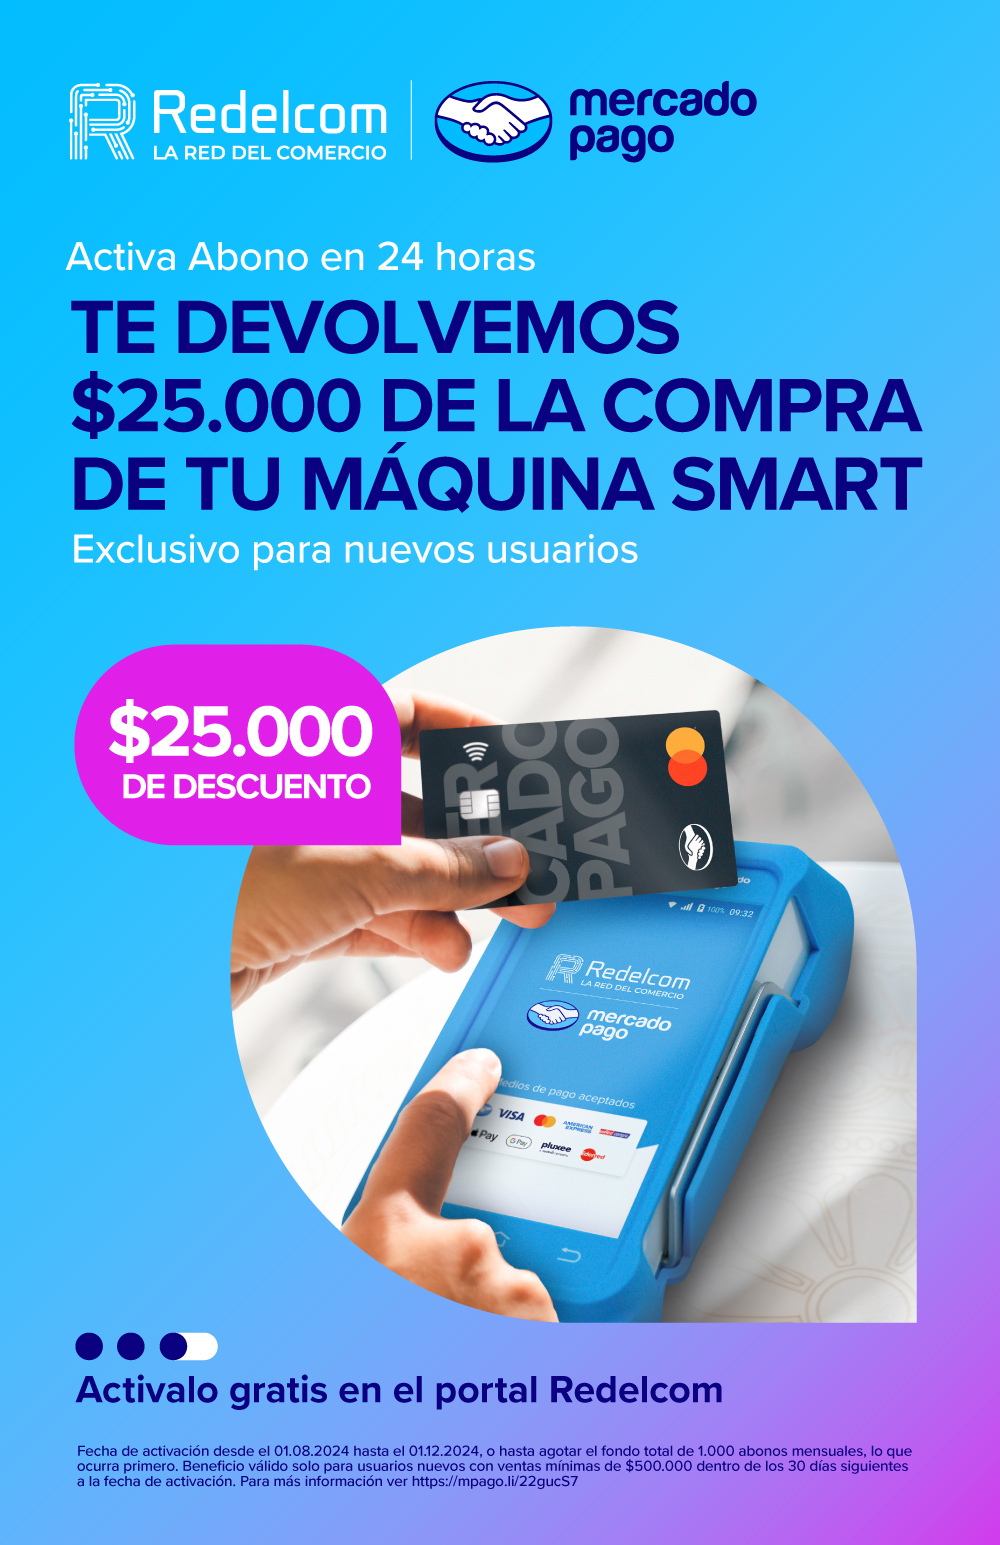 Redelcom
LA RED DEL COMERCIO
mercado
pago
Activa Abono en 24 horas
TE DEVOLVEMOS
$25.000 DE LA COMPRA
DE TU MÁQUINA SMART
Exclusivo para nuevos usuarios
$25.000
DE DESCUENTO
CADO
PAGO
100% 09:32
Redelcom
LA RED DEL COMERCIO
mercado
pago
edios de pago aceptados
VISA
AMERICAN
EXPRESS
Pay
G Pay
pluxee
Activalo gratis en el portal Redelcom
Fecha de activación desde el 01.08.2024 hasta el 01.12.2024, o hasta agotar el fondo total de 1.000 abonos mensuales, lo que
ocurra primero. Beneficio válido solo para usuarios nuevos con ventas mínimas de $500.000 dentro de los 30 días siguientes
a la fecha de activación. Para más información ver https://mpago.li/22gucS7